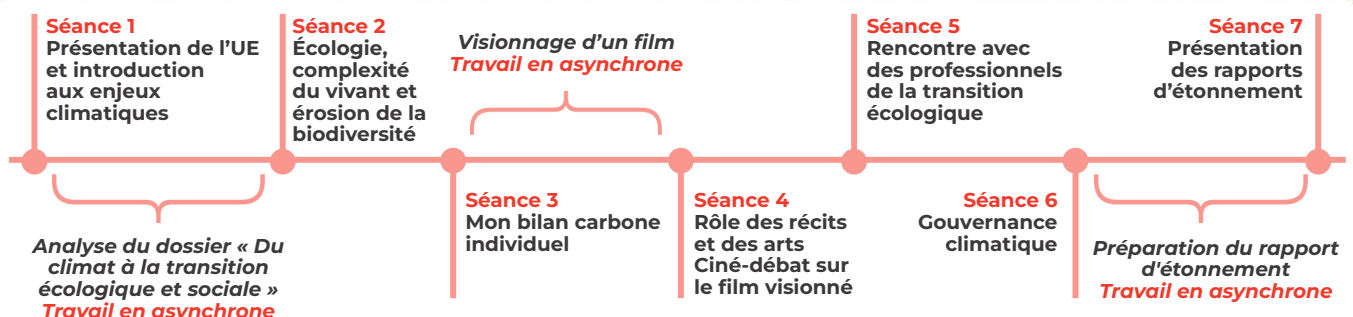 Séance 1
Présentation de l'UE
et introduction
aux enjeux
climatiques
Analyse du dossier « Du
climat à la transition
écologique et sociale »
Travail en asynchrone
Séance 2
Écologie,
complexité
du vivant et
érosion de la
biodiversité
Séance 3
Mon bilan carbone
individuel
Visionnage d'un film
Travail en asynchrone
Séance 4
Rôle des récits
et des arts
Ciné-débat sur
le film visionné
Séance 5
Rencontre avec
des professionnels
de la transition
écologique
Séance 6
Gouvernance
climatique
Préparation du rapport
d'étonnement
Travail en asynchrone
Séance 7
Présentation
des rapports
d'étonnement